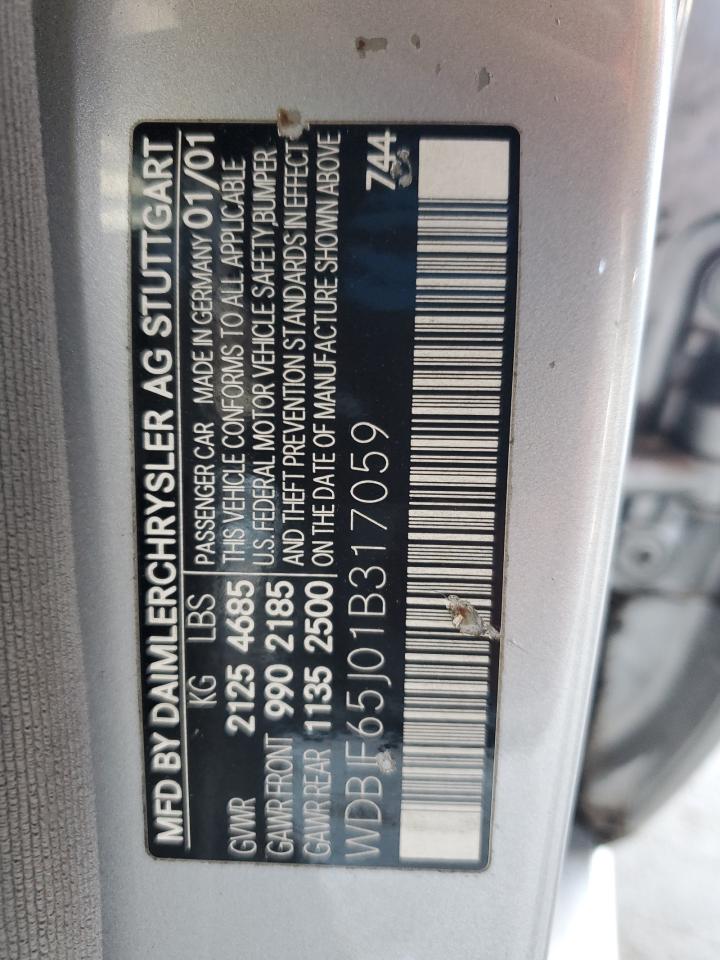 MFD BY DAIMLERCHRYSLER AG STUTTGART
KG LBS PASSENGER CAR MADE IN GERMANY 01/01
GVWR 2125 4685 THIS VEHICLE CONFORMS TO ALL APPLICABLE
GAWR FRONT 990 2185 U.S. FEDERAL MOTOR VEHICLE SAFETY, BUMPER
GAWR REAR 1135 2500 AND THEFT PREVENTION STANDARDS IN EFFECT
ON THE DATE OF MANUFACTURE SHOWN ABOVE
WDBJF65J01B317059 744